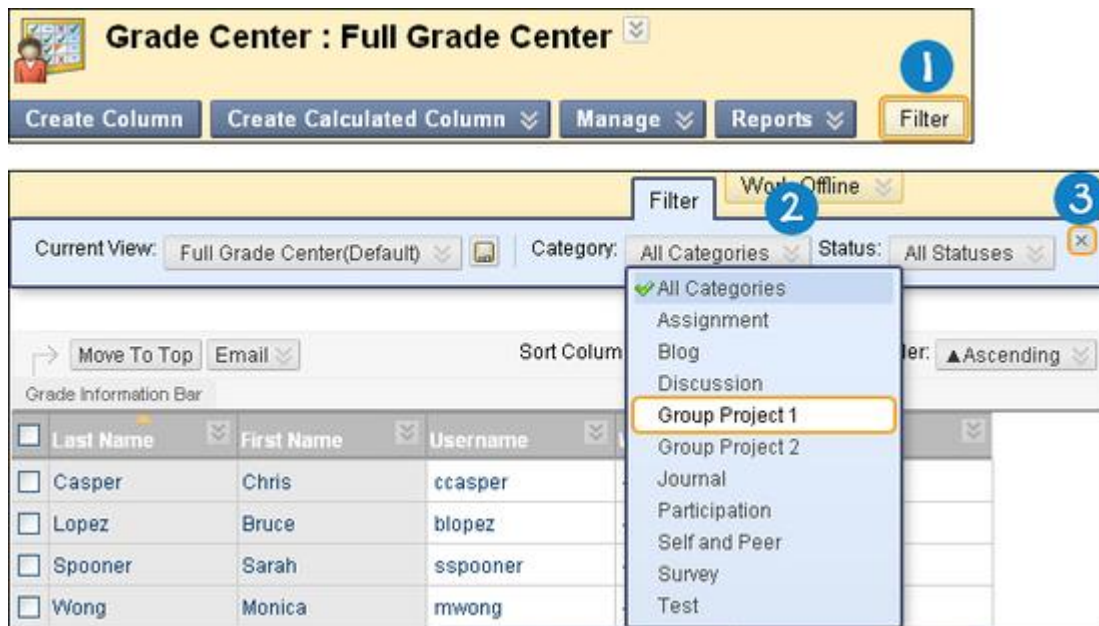 Grade Center : Full Grade Center
1
Create Column Create Calculated Column Manage Reports Filter
Filter Work Offline
2 3
Current View: Full Grade Center(Default) Category: All Categories Status: All Statuses
All Categories
Assignment
Move To Top Email Sort Colum Blog er: ▲Ascending
Discussion
Grade Information Bar
Group Project 1
Last Name First Name Username
Group Project 2
Casper Chris ccasper Journal
Participation
Lopez Bruce blopez
Self and Peer
Spooner Sarah sspooner
Survey
Wong Monica mwong Test